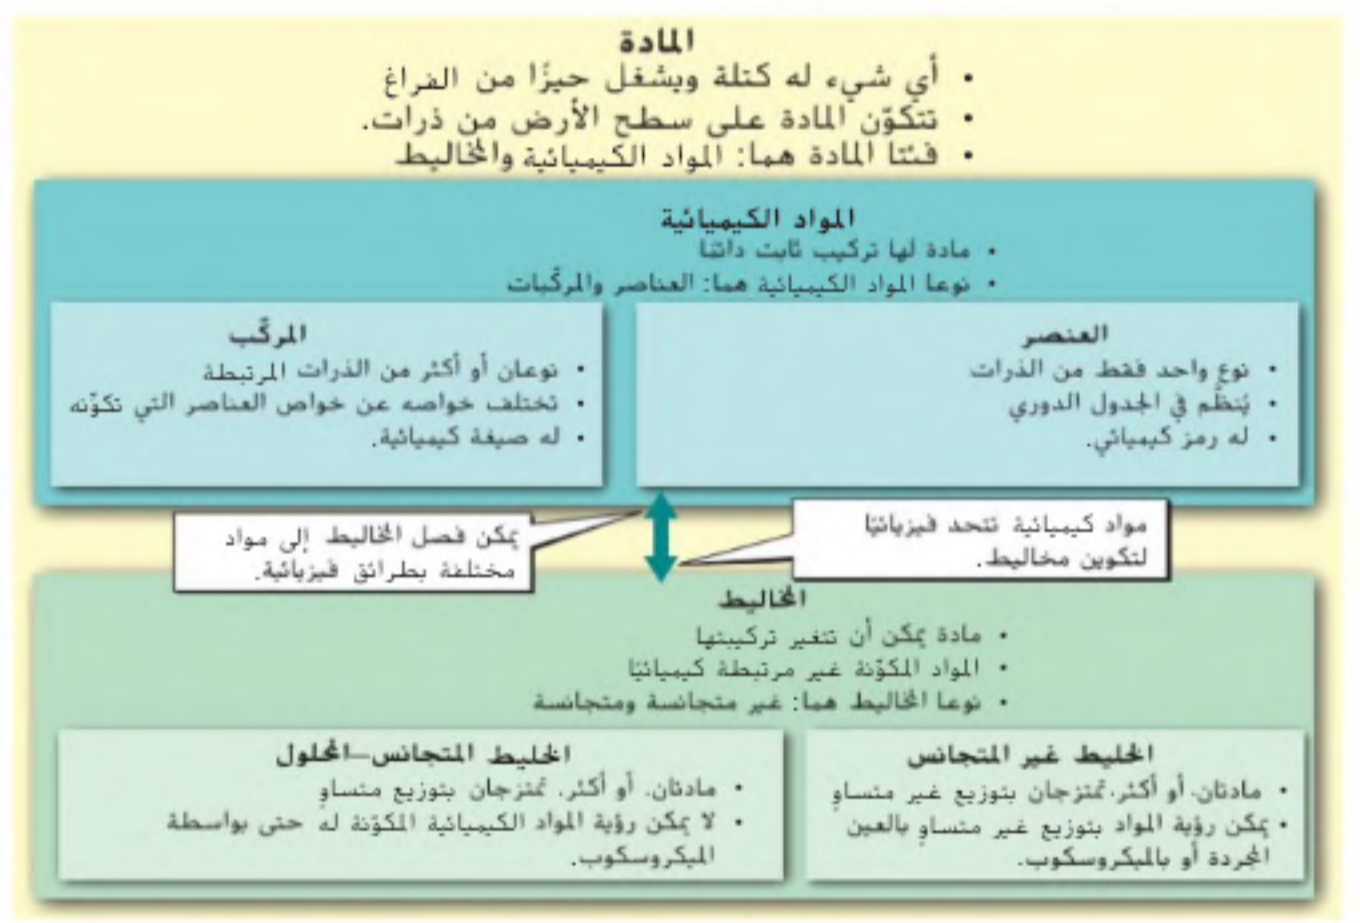 المادة
• أي شيء له كتلة ويشغل حيزًا من الفراغ
• تتكوّن المادة على سطح الأرض من ذرات.
• فئتا المادة هما: المواد الكيميائية والمخاليط
المواد الكيميائية
• مادة لها تركيب ثابت دائمًا
• نوعا المواد الكيميائية هما: العناصر والمركّبات
العنصر
• نوع واحد فقط من الذرات
• يُنظَّم في الجدول الدوري
• له رمز كيميائي.
المركَّب
• نوعان أو أكثر من الذرات المرتبطة
• تختلف خواصه عن خواص العناصر التي تكوّنه
• له صيغة كيميائية.
مواد كيميائية تتحد فيزيائيًا
لتكوين مخاليط.
يمكن فصل المخاليط إلى مواد
مختلفة بطرائق فيزيائية.
المخاليط
• مادة يمكن أن تتغير تركيبتها
• المواد المكوّنة غير مرتبطة كيميائيًا
• نوعا المخاليط هما: غير متجانسة ومتجانسة
الخليط غير المتجانس
• مادتان، أو أكثر، تمتزجان بتوزيع غير متساوٍ
• يمكن رؤية المواد بتوزيع غير متساوٍ بالعين
المجردة أو بالميكروسكوب.
الخليط المتجانس–المحلول
• مادتان، أو أكثر، تمتزجان بتوزيع متساوٍ
• لا يمكن رؤية المواد الكيميائية المكوّنة له حتى بواسطة
الميكروسكوب.